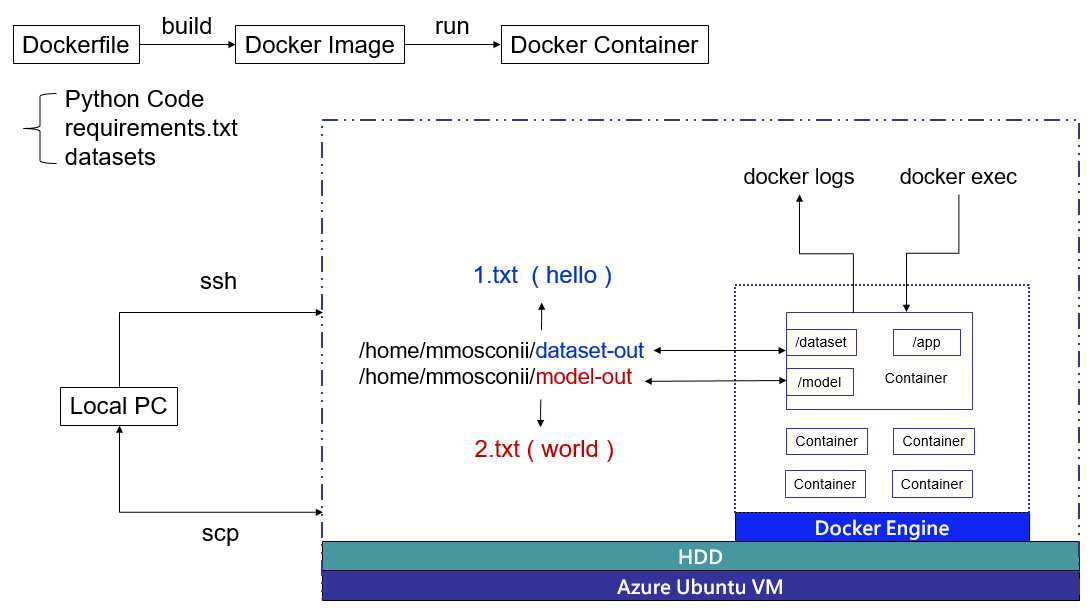 build
run
Dockerfile
Docker Image
Docker Container
Python Code
requirements.txt
datasets
docker logs
docker exec
ssh
1.txt ( hello )
/home/mmosconii/dataset-out
/home/mmosconii/model-out
2.txt ( world )
/dataset
/app
/model
Container
Local PC
Container
Container
Container
Container
scp
Docker Engine
HDD
Azure Ubuntu VM